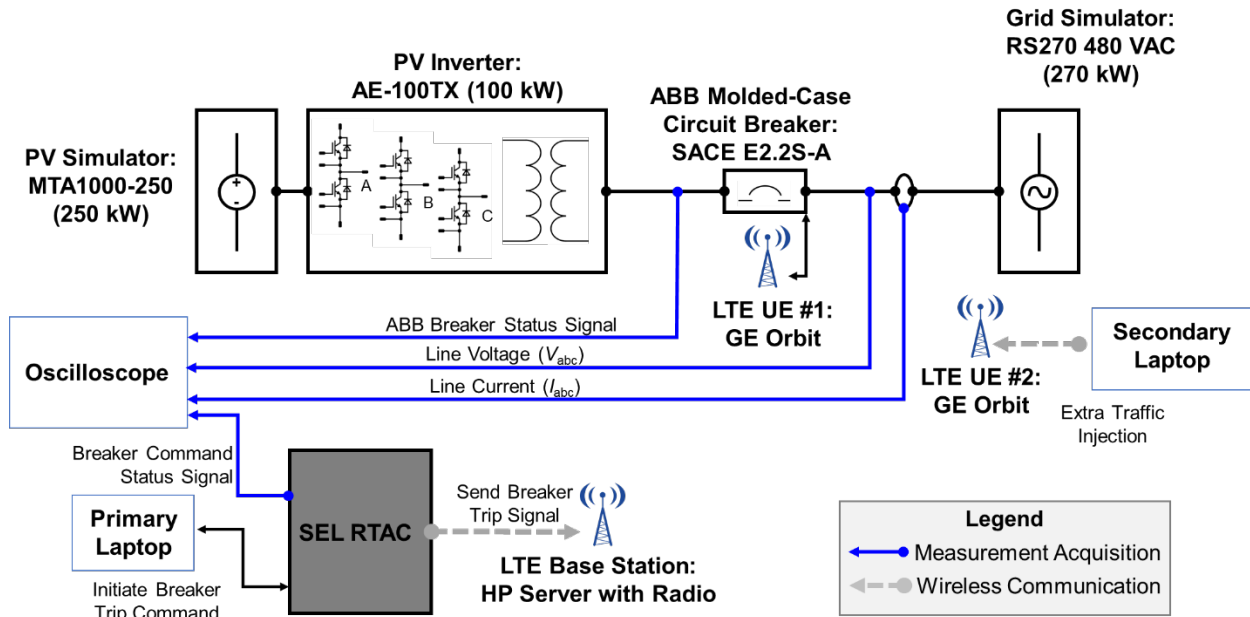 Grid Simulator:
RS270 480 VAC
(270 kW)
PV Inverter:
AE-100TX (100 kW)
ABB Molded-Case
Circuit Breaker:
SACE E2.2S-A
PV Simulator:
MTA1000-250
(250 kW)
+
-
A
B
C
LTE UE #1:
GE Orbit
ABB Breaker Status Signal
Line Voltage (Vabc)
Line Current (Iabc)
Oscilloscope
Secondary
Laptop
LTE UE #2:
GE Orbit
Extra Traffic
Injection
Breaker Command
Status Signal
Primary
Laptop
SEL RTAC
Send Breaker
Trip Signal
LTE Base Station:
HP Server with Radio
Initiate Breaker
Trip Command
Legend
Measurement Acquisition
Wireless Communication